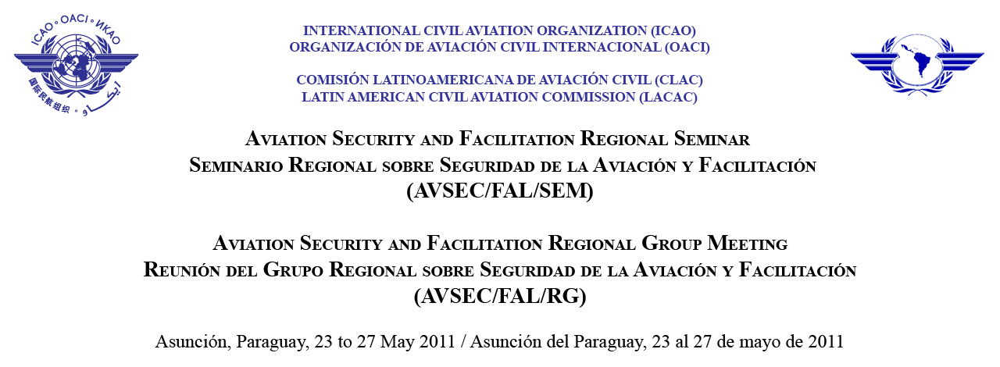 ICAO ∘ OACI ∘ ИКАО
国际民航组织 ∘ ايكاو
INTERNATIONAL CIVIL AVIATION ORGANIZATION (ICAO)
ORGANIZACIÓN DE AVIACIÓN CIVIL INTERNACIONAL (OACI)
COMISIÓN LATINOAMERICANA DE AVIACIÓN CIVIL (CLAC)
LATIN AMERICAN CIVIL AVIATION COMMISSION (LACAC)
Aviation Security and Facilitation Regional Seminar
Seminario Regional sobre Seguridad de la Aviación y Facilitación
(AVSEC/FAL/SEM)
Aviation Security and Facilitation Regional Group Meeting
Reunión del Grupo Regional sobre Seguridad de la Aviación y Facilitación
(AVSEC/FAL/RG)
Asunción, Paraguay, 23 to 27 May 2011 / Asunción del Paraguay, 23 al 27 de mayo de 2011